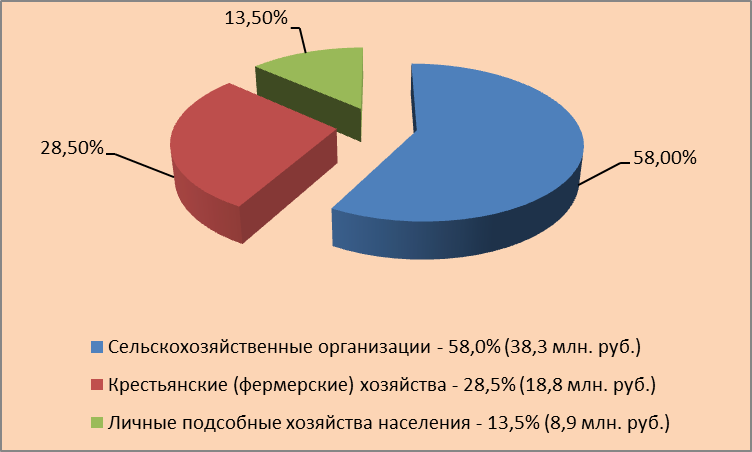 13,50%
28,50%
58,00%
Сельскохозяйственные организации - 58,0% (38,3 млн. руб.)
Крестьянские (фермерские) хозяйства - 28,5% (18,8 млн. руб.)
Личные подсобные хозяйства населения - 13,5% (8,9 млн. руб.)